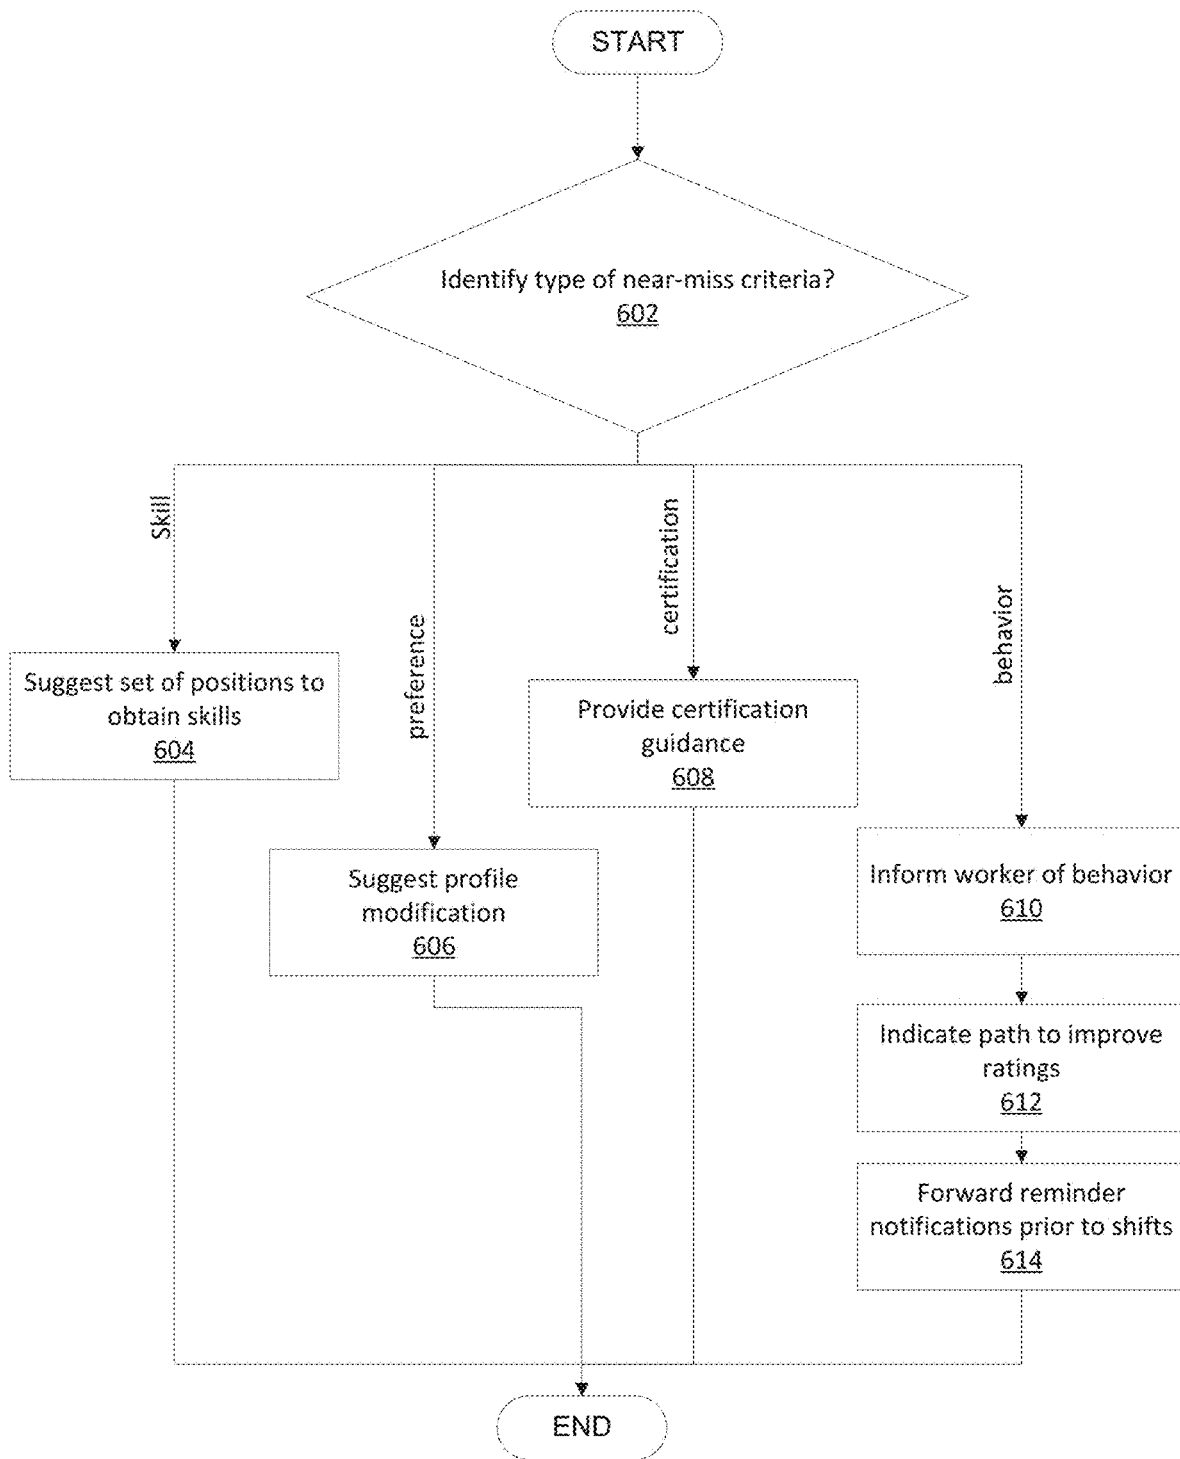 START
Identify type of near-miss criteria?
602
Skill
preference
certification
behavior
Suggest set of positions to
obtain skills
604
Provide certification
guidance
608
Suggest profile
modification
606
Inform worker of behavior
610
Indicate path to improve
ratings
612
Forward reminder
notifications prior to shifts
614
END